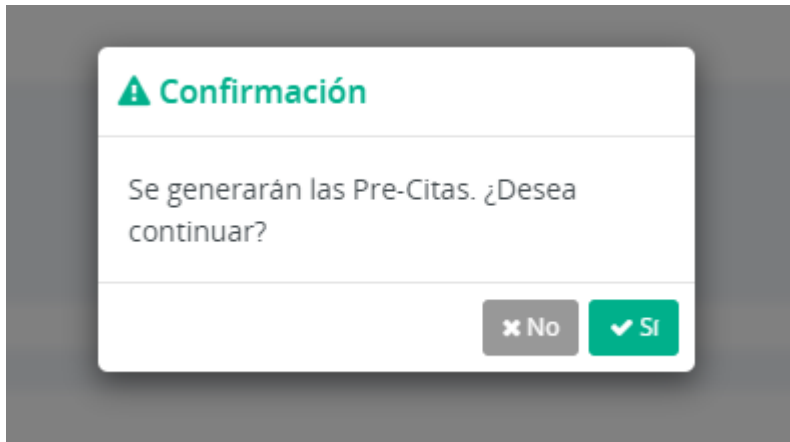 Confirmación
Se generarán las Pre-Citas. ¿Desea
continuar?
No
Sí